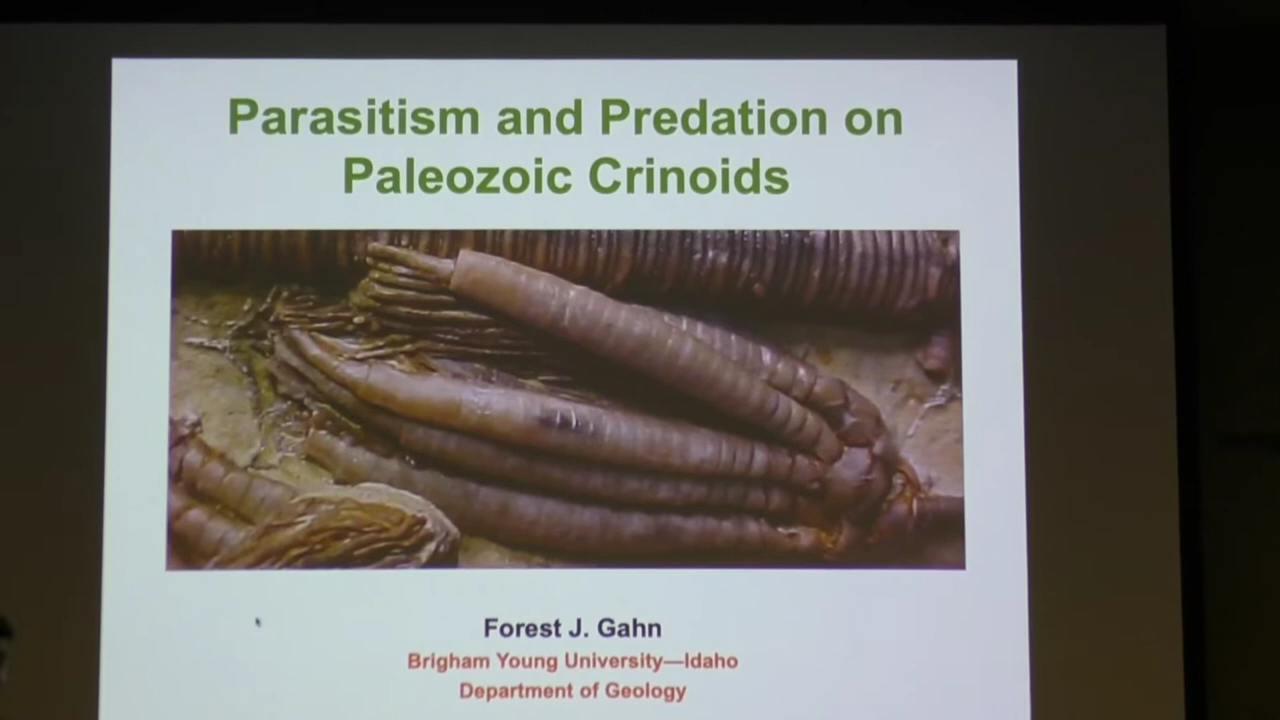 Parasitism and Predation on
Paleozoic Crinoids
Forest J. Gahn
Brigham Young University—Idaho
Department of Geology